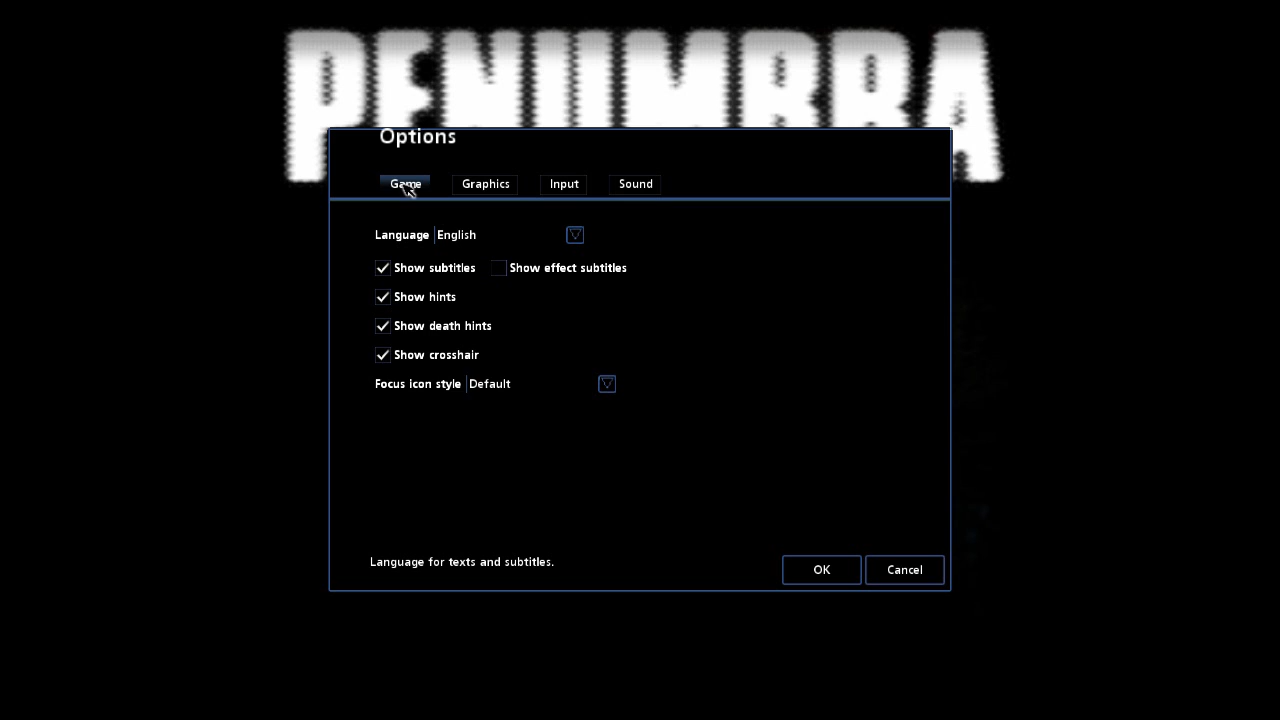 PENUMBRA
Options
Game Graphics Input Sound
Language English
Show subtitles Show effect subtitles
Show hints
Show death hints
Show crosshair
Focus icon style Default
Language for texts and subtitles.
OK Cancel